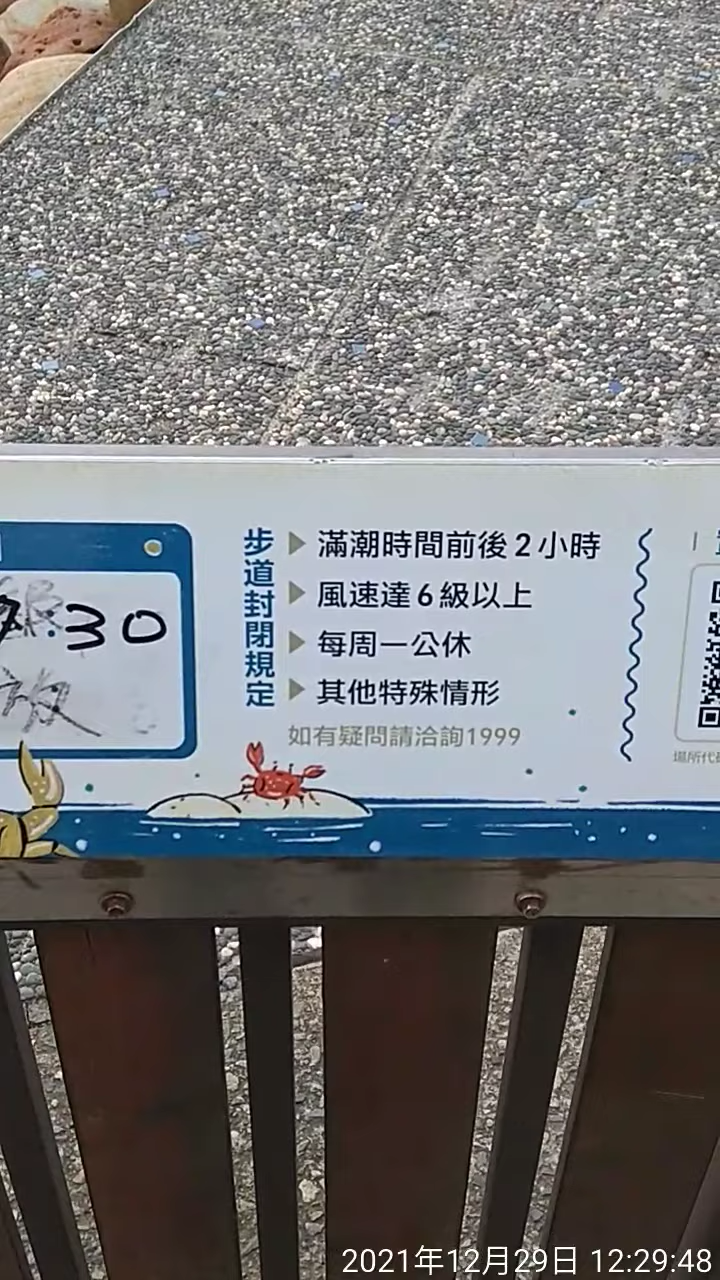 :30
步道封閉規定
▶ 滿潮時間前後2小時
▶ 風速達6級以上
▶ 每周一公休
▶ 其他特殊情形
如有疑問請洽詢1999
2021年12月29日 12:29:48